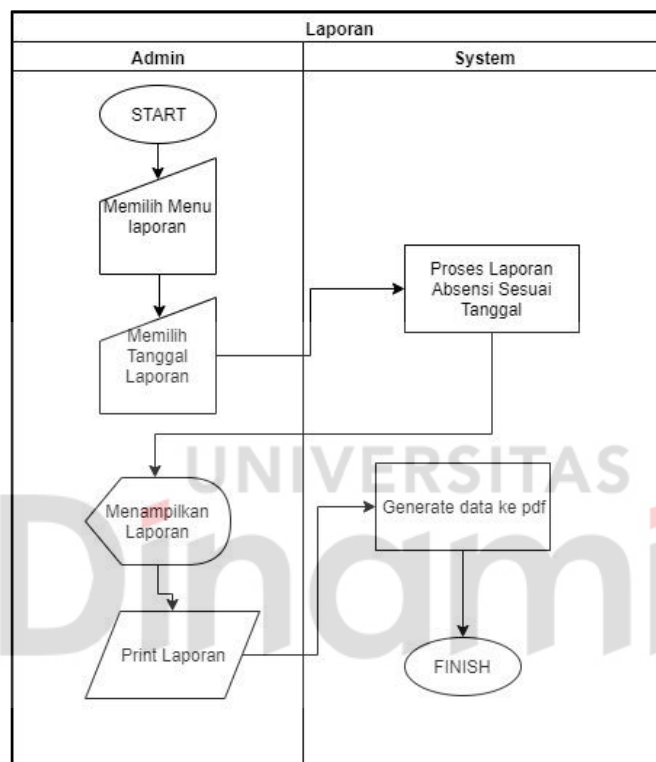 Laporan
Admin
System
START
Memilih Menu
laporan
Memilih
Tanggal
Laporan
Proses Laporan
Absensi Sesuai
Tanggal
UNIVERSITAS
Dinami
Menampilkan
Laporan
Generate data ke pdf
Print Laporan
FINISH